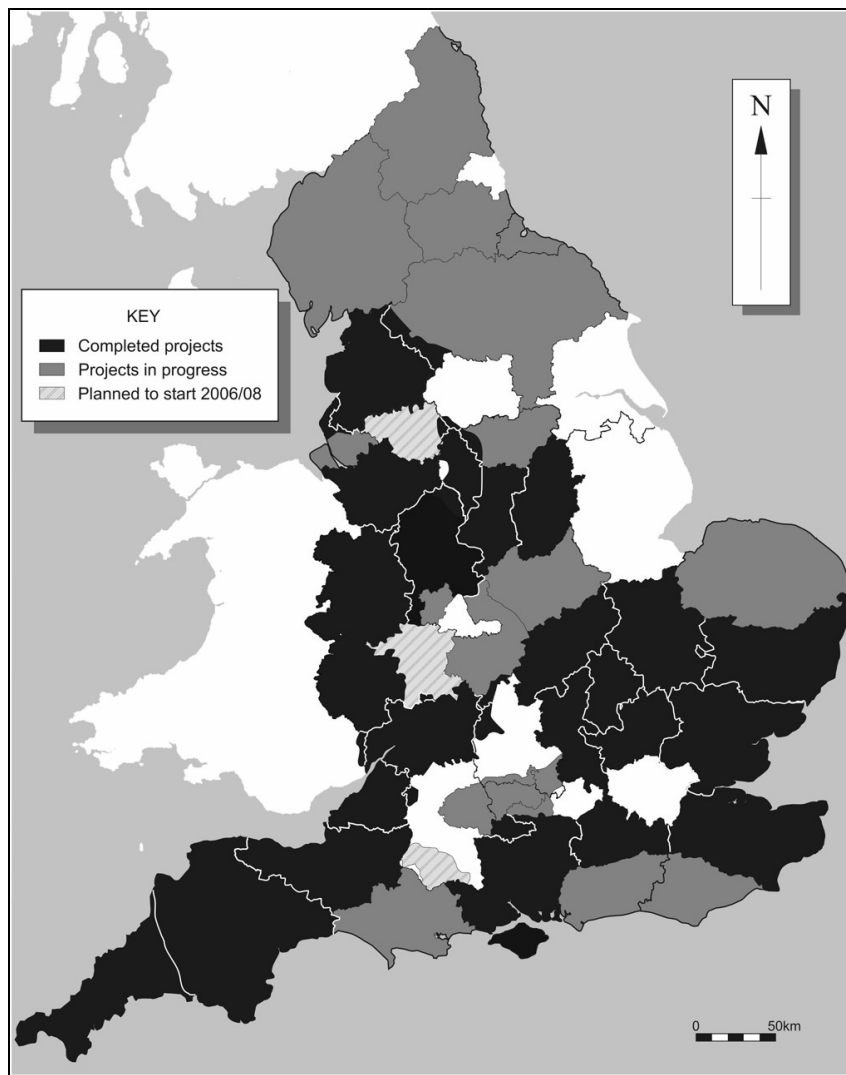 N
KEY
Completed projects
Projects in progress
Planned to start 2006/08
0 50km